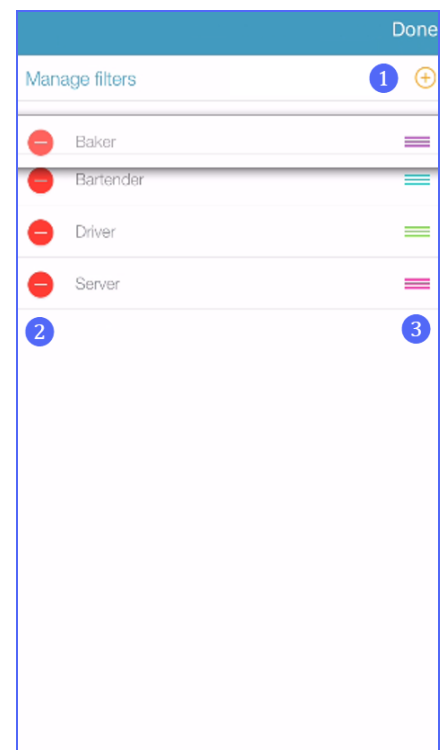 Done
Manage filters 1
Baker
Bartender
Driver
Server
2 3